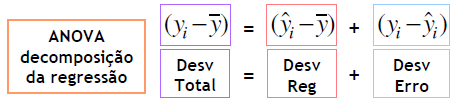 ANOVA
decomposição
da regressão
(yᵢ − ȳ) = (ŷᵢ − ȳ) + (yᵢ − ŷᵢ)
Desv Total = Desv Reg + Desv Erro